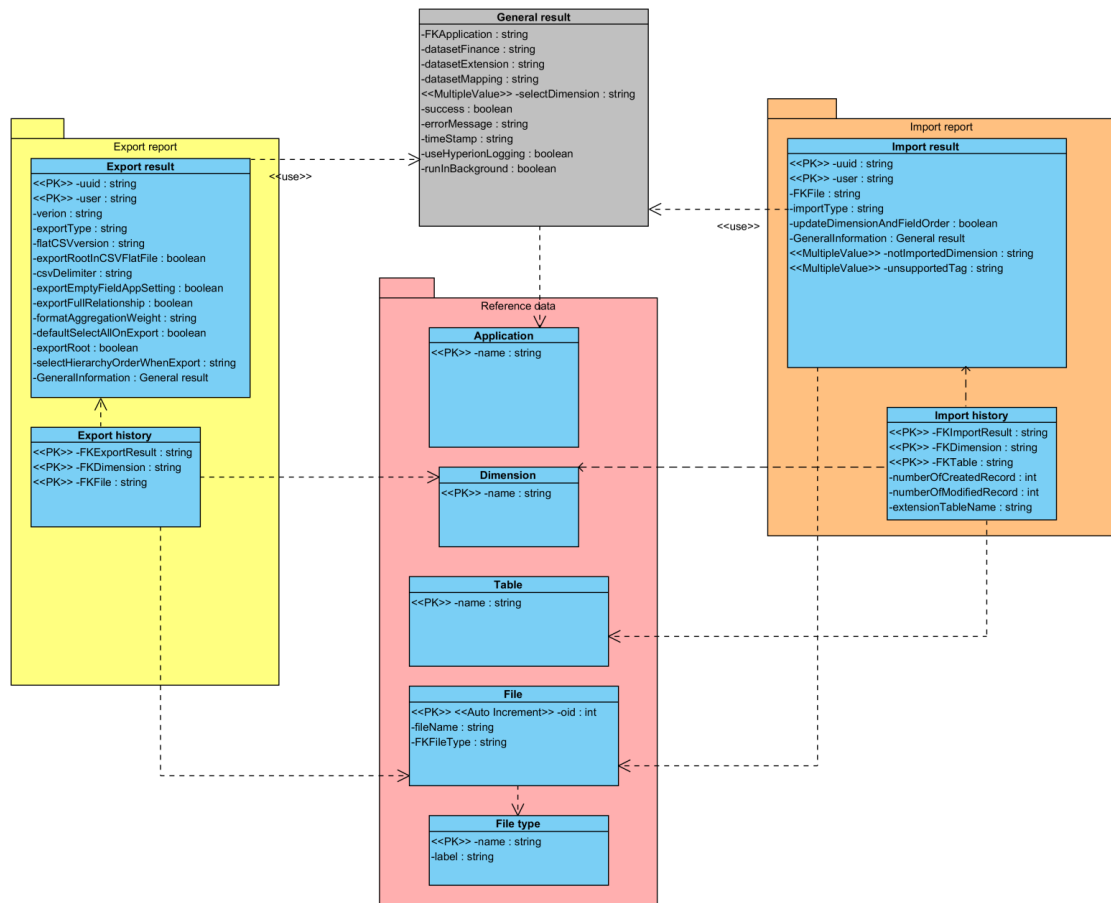 General result
-FKApplication : string
-datasetFinance : string
-datasetExtension : string
-datasetMapping : string
<<MultipleValue>> -selectDimension : string
-success : boolean
-errorMessage : string
-timeStamp : string
-useHyperionLogging : boolean
-runInBackground : boolean
Export report
Export result
<<PK>> -uuid : string
<<PK>> -user : string
-verion : string
-exportType : string
-flatCSVversion : string
-exportRootInCSVFlatFile : boolean
-csvDelimiter : string
-exportEmptyFieldAppSetting : boolean
-exportFullRelationship : boolean
-formatAggregationWeight : string
-defaultSelectAllOnExport : boolean
-exportRoot : boolean
-selectHierarchyOrderWhenExport : string
-GeneralInformation : General result
<<use>>
Export history
<<PK>> -FKExportResult : string
<<PK>> -FKDimension : string
<<PK>> -FKFile : string
Reference data
Application
<<PK>> -name : string
Dimension
<<PK>> -name : string
Table
<<PK>> -name : string
File
<<PK>> <<Auto Increment>> -oid : int
-fileName : string
-FKFileType : string
File type
<<PK>> -name : string
-label : string
Import report
Import result
<<PK>> -uuid : string
<<PK>> -user : string
-FKFile : string
-importType : string
-updateDimensionAndFieldOrder : boolean
-GeneralInformation : General result
<<MultipleValue>> -notImportedDimension : string
<<MultipleValue>> -unsupportedTag : string
<<use>>
Import history
<<PK>> -FKImportResult : string
<<PK>> -FKDimension : string
<<PK>> -FKTable : string
-numberOfCreatedRecord : int
-numberOfModifiedRecord : int
-extensionTableName : string